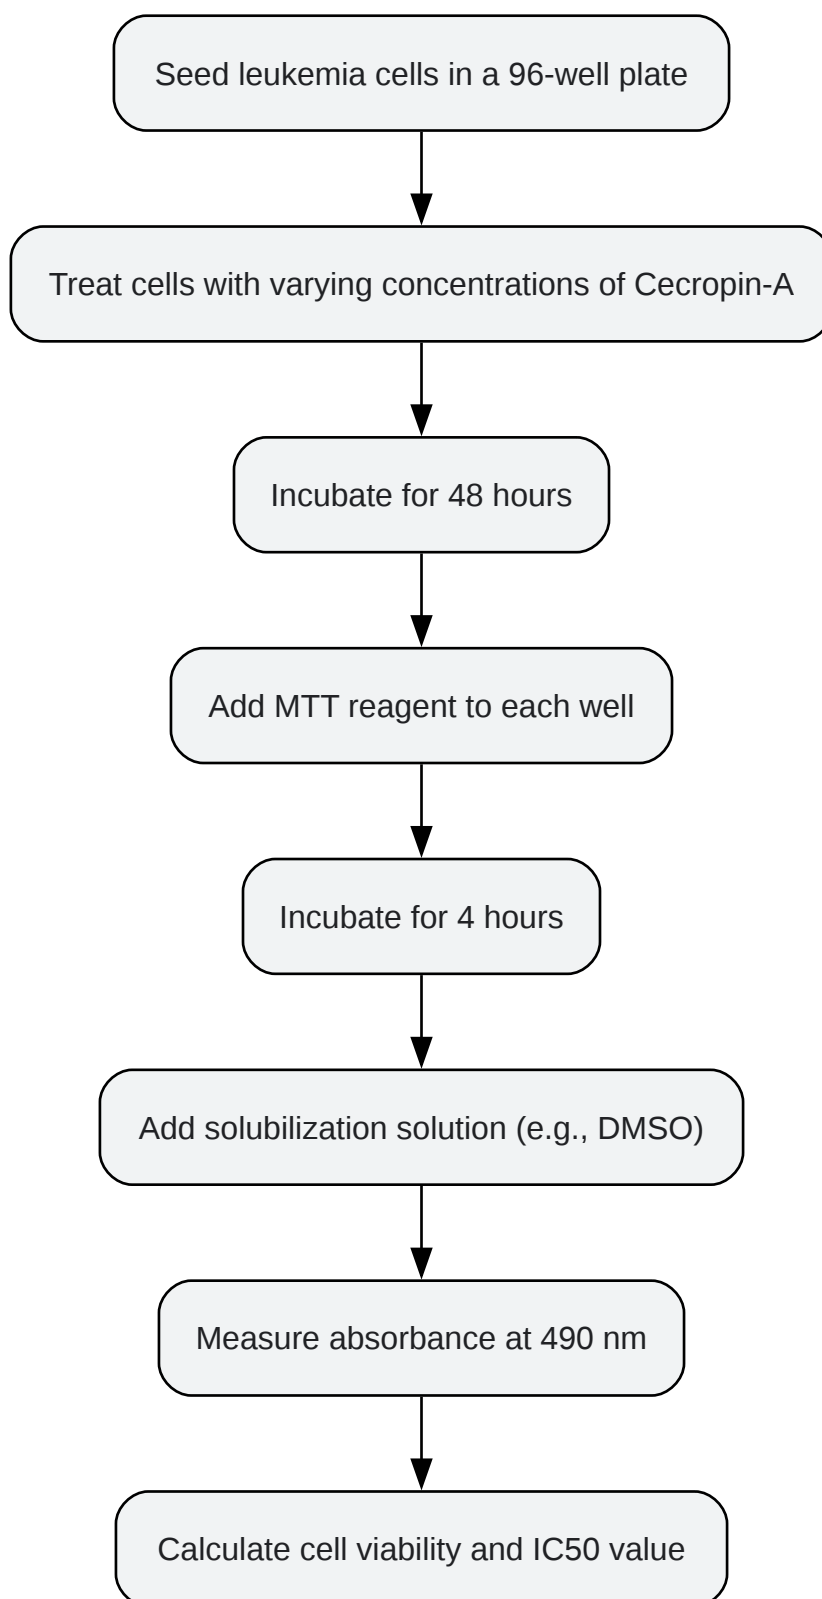 Seed leukemia cells in a 96-well plate
Treat cells with varying concentrations of Cecropin-A
Incubate for 48 hours
Add MTT reagent to each well
Incubate for 4 hours
Add solubilization solution (e.g., DMSO)
Measure absorbance at 490 nm
Calculate cell viability and IC50 value